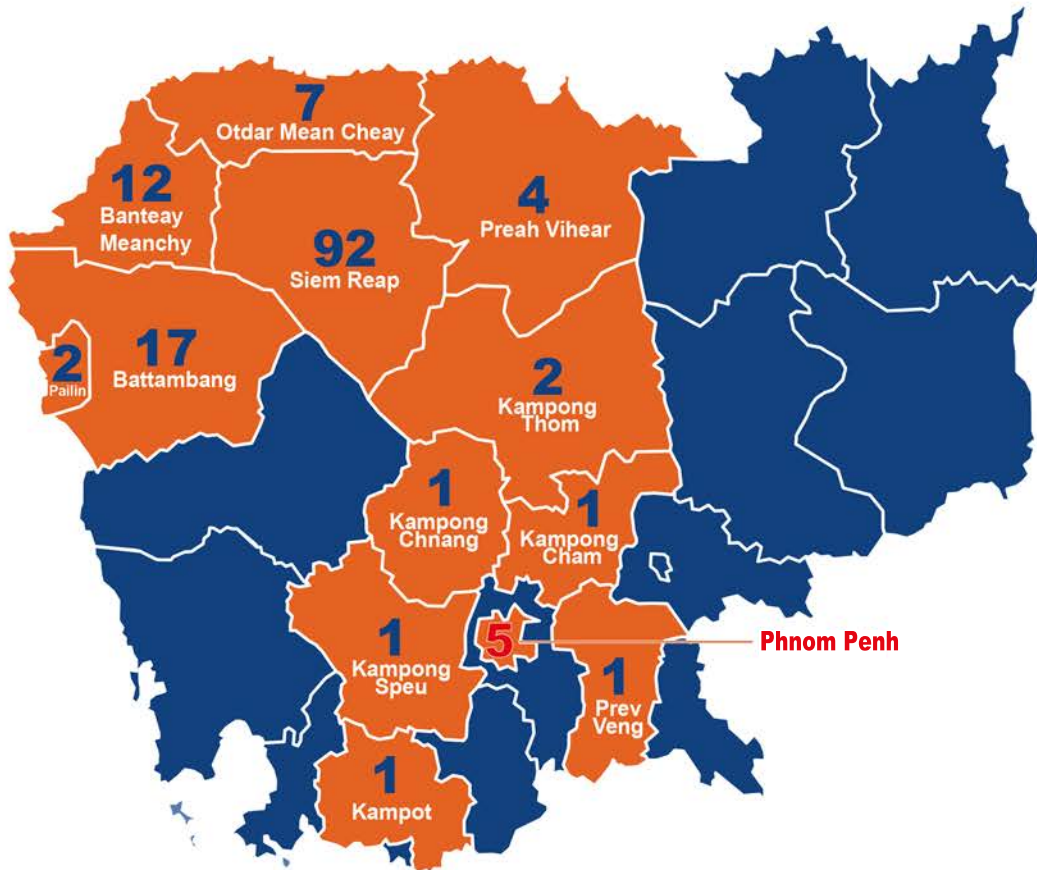 7
Otdar Mean Cheay
12
Banteay
Meanchy
92
Siem Reap
4
Preah Vihear
2
Pailin
17
Battambang
2
Kampong
Thom
1
Kampong
Chnang
1
Kampong
Cham
1
Kampong
Speu
5
Phnom Penh
1
Prev
Veng
1
Kampot